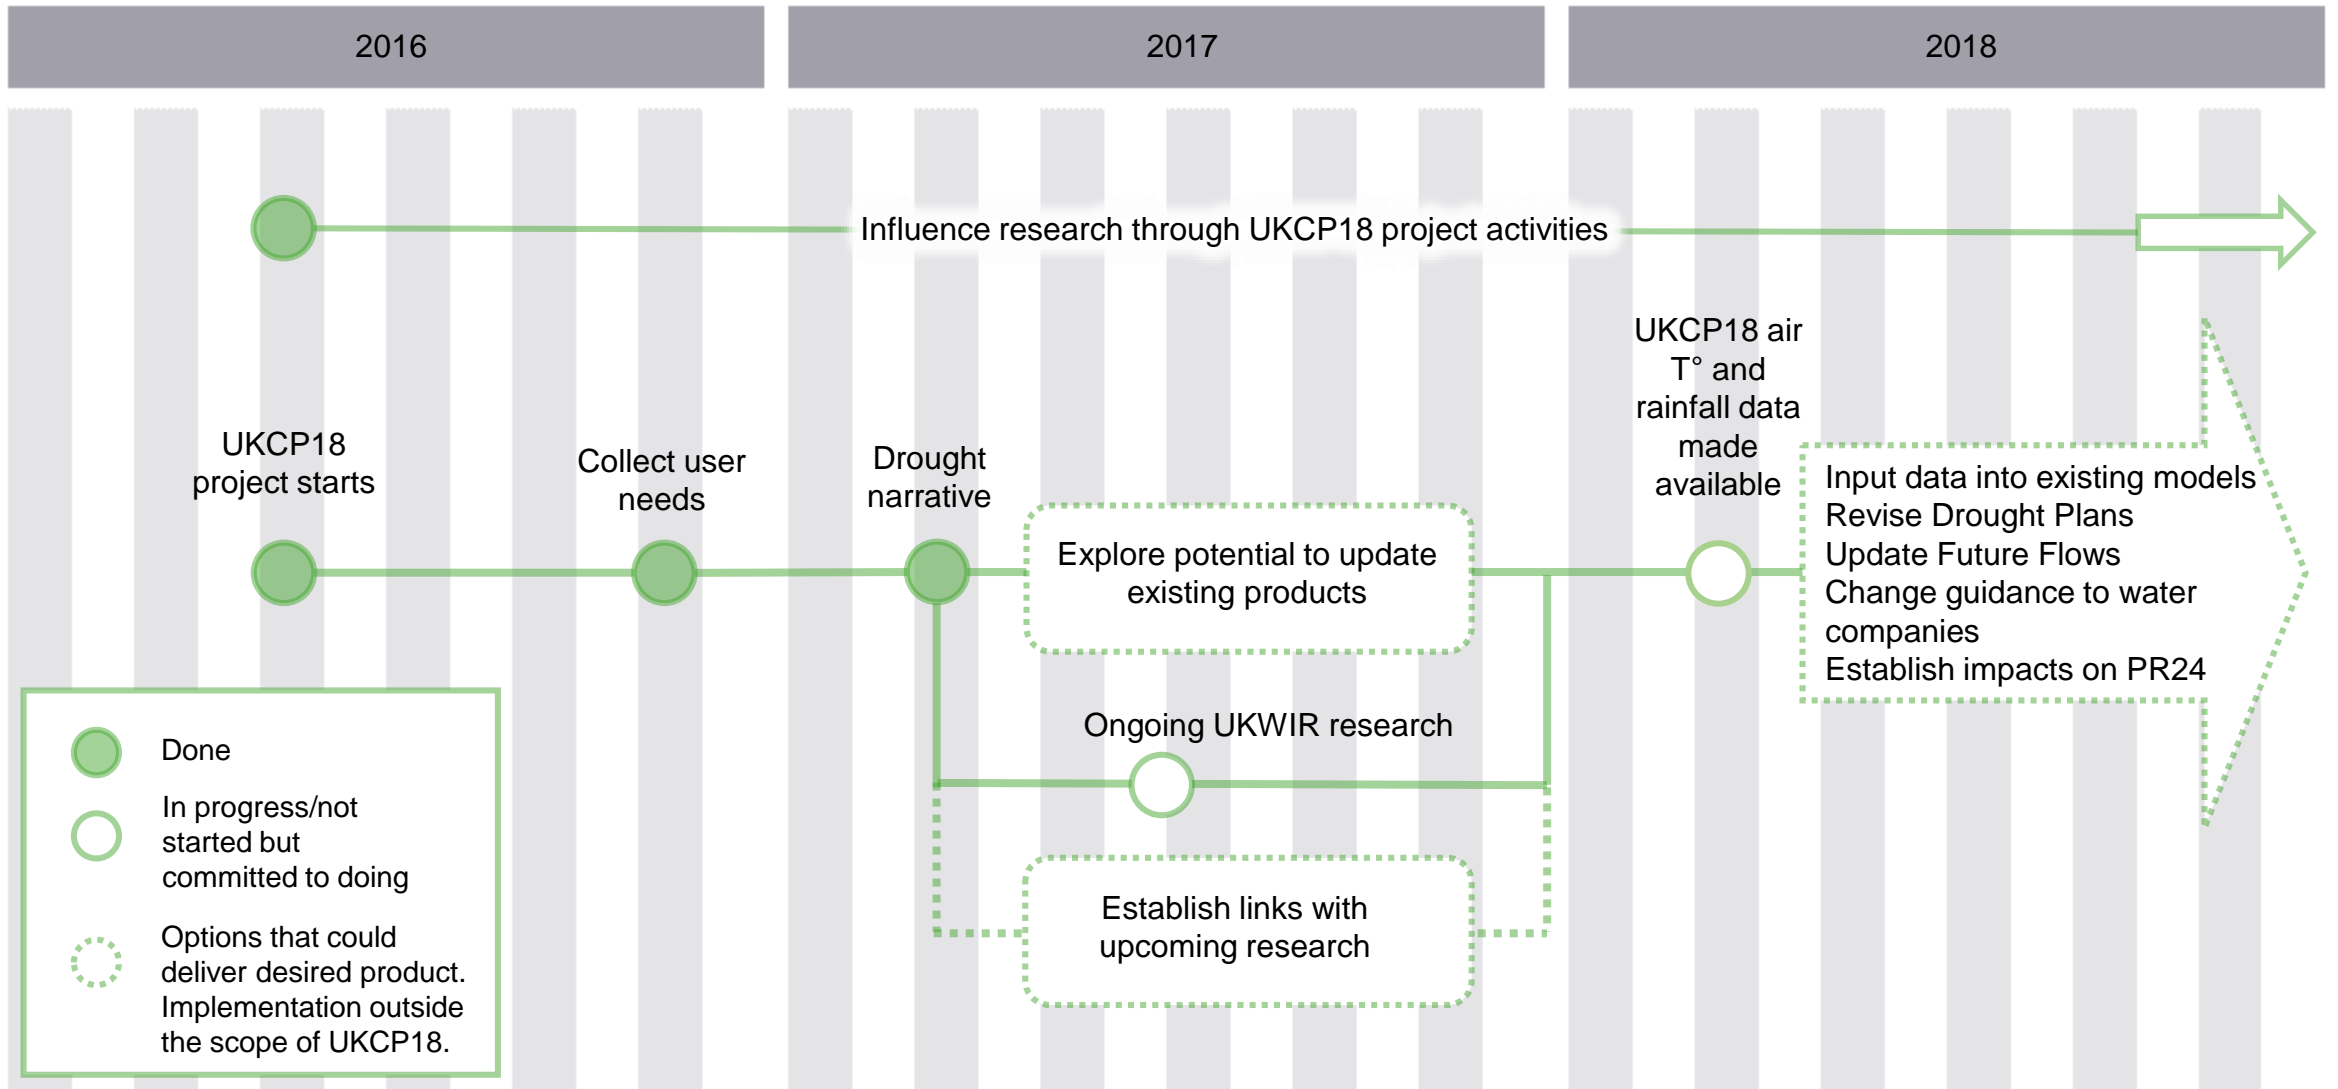 2016
2017
2018
Influence research through UKCP18 project activities
UKCP18
project starts
Collect user
needs
Drought
narrative
Explore potential to update
existing products
Ongoing UKWIR research
Establish links with
upcoming research
UKCP18 air
T° and
rainfall data
made
available
Input data into existing models
Revise Drought Plans
Update Future Flows
Change guidance to water
companies
Establish impacts on PR24
Done
In progress/not
started but
committed to doing
Options that could
deliver desired product.
Implementation outside
the scope of UKCP18.